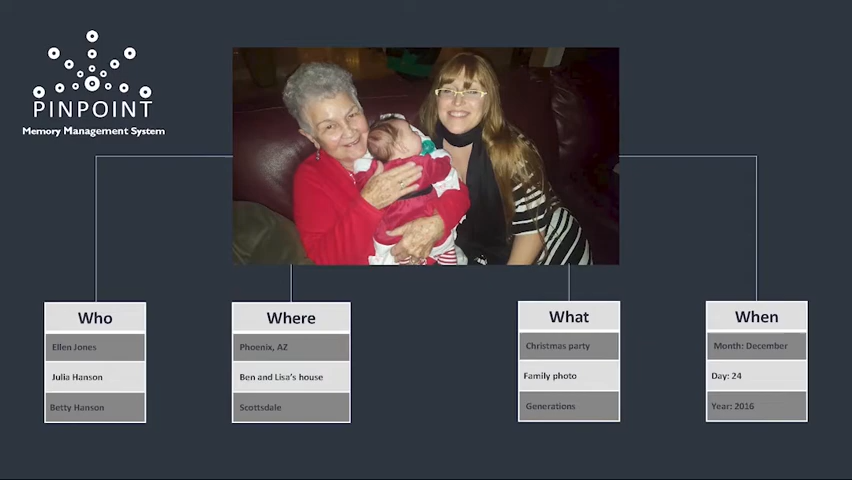 PINPOINT
Memory Management System
Who
Ellen Jones
Julia Hanson
Betty Hanson
Where
Phoenix, AZ
Ben and Lisa's house
Scottsdale
What
Christmas party
Family photo
Generations
When
Month: December
Day: 24
Year: 2016